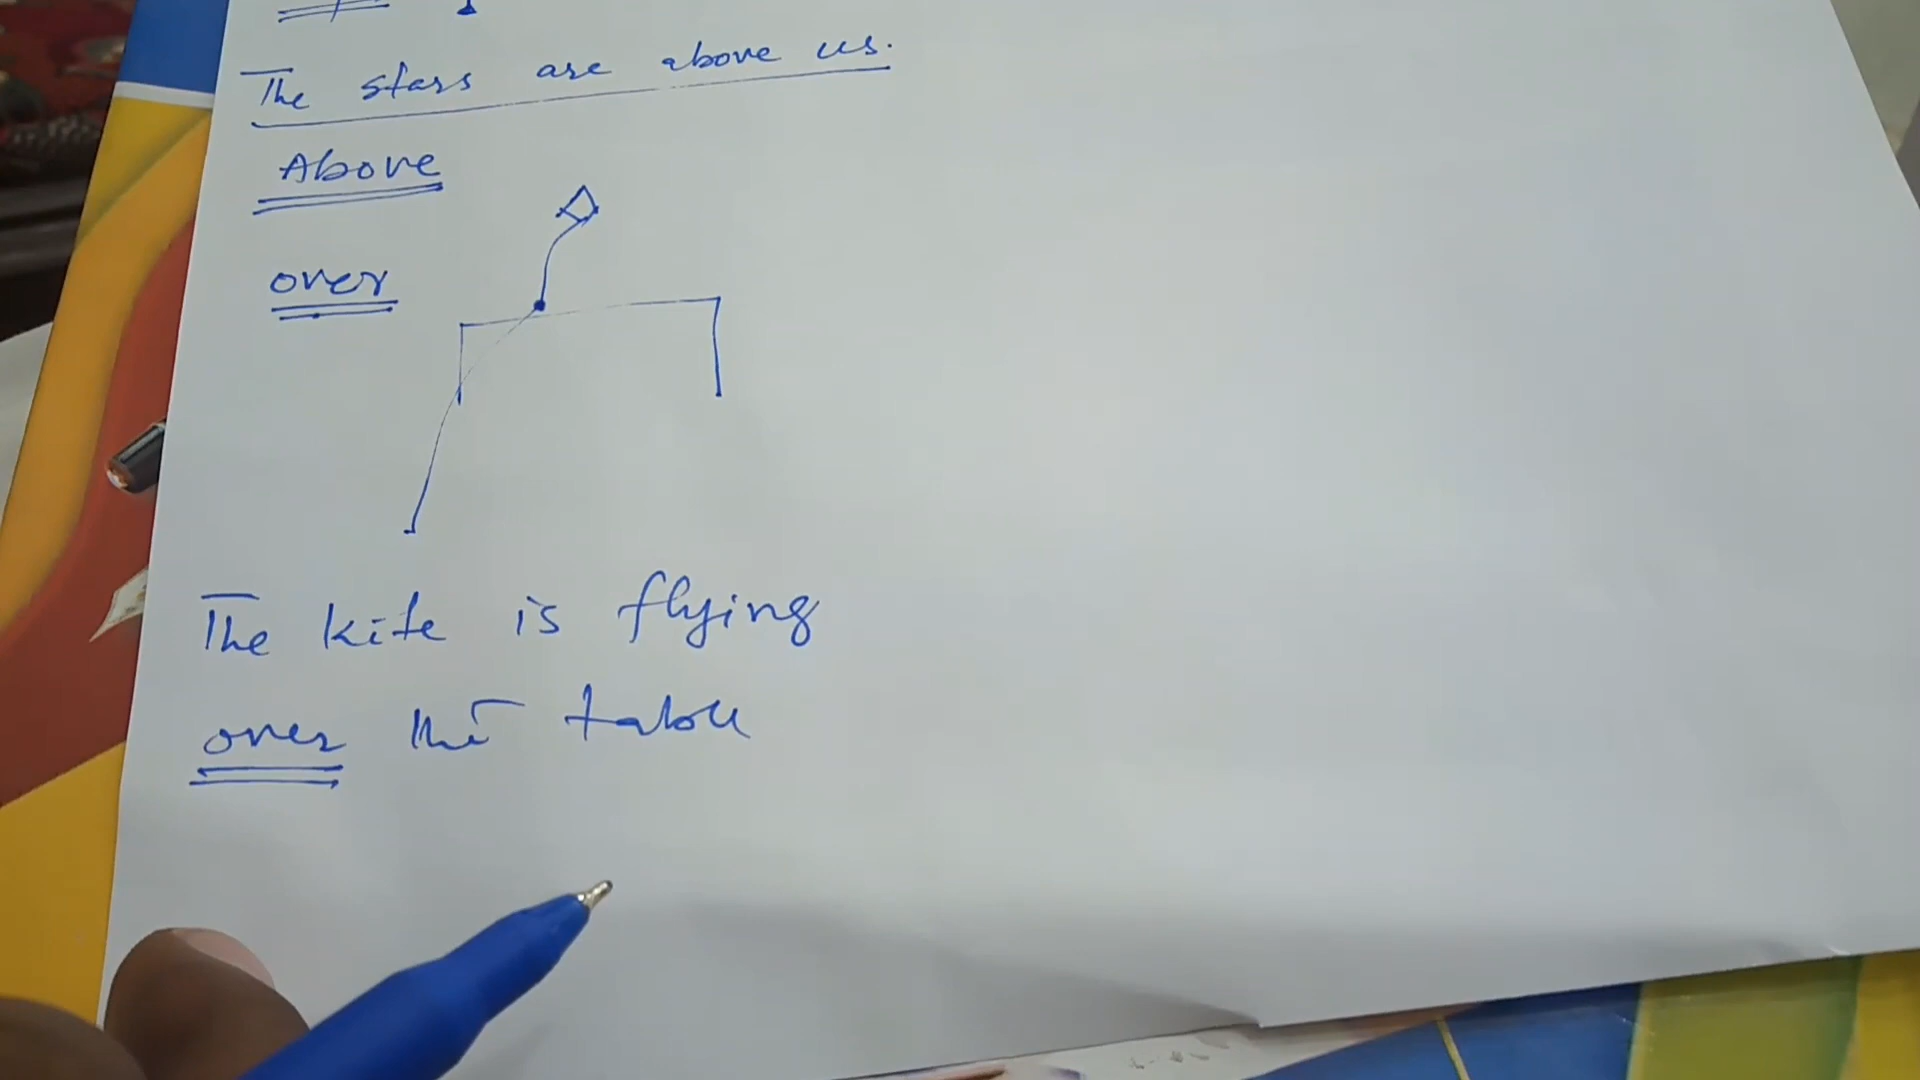 The stars are above us.
Above
over
The kite is flying
over the table